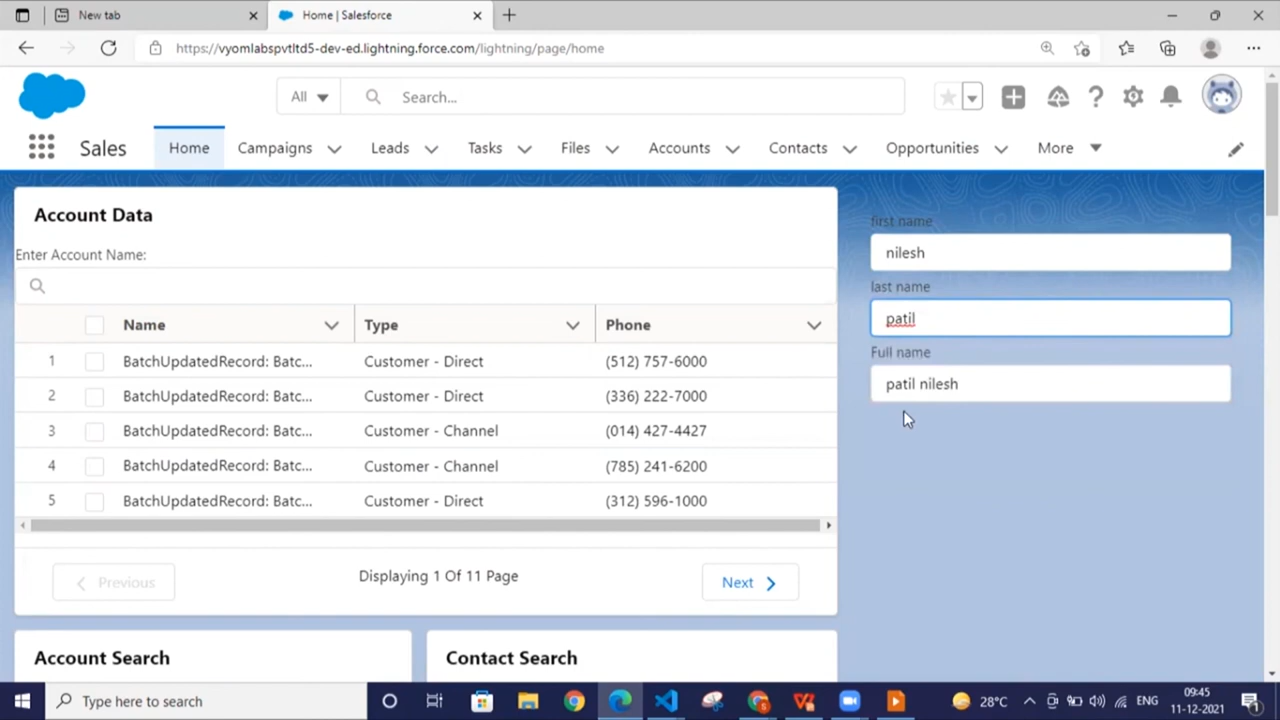 New tab
Home | Salesforce
https://vyomlabspvtltd5-dev-ed.lightning.force.com/lightning/page/home
All
Search...
Sales
Home
Campaigns
Leads
Tasks
Files
Accounts
Contacts
Opportunities
More
Account Data
Enter Account Name:
Name
Type
Phone
1 BatchUpdatedRecord: Batc... Customer - Direct (512) 757-6000
2 BatchUpdatedRecord: Batc... Customer - Direct (336) 222-7000
3 BatchUpdatedRecord: Batc... Customer - Channel (014) 427-4427
4 BatchUpdatedRecord: Batc... Customer - Channel (785) 241-6200
5 BatchUpdatedRecord: Batc... Customer - Direct (312) 596-1000
Previous
Displaying 1 Of 11 Page
Next
Account Search
Contact Search
first name
nilesh
last name
patil
Full name
patil nilesh
Type here to search
28°C
ENG
09:45
11-12-2021
1